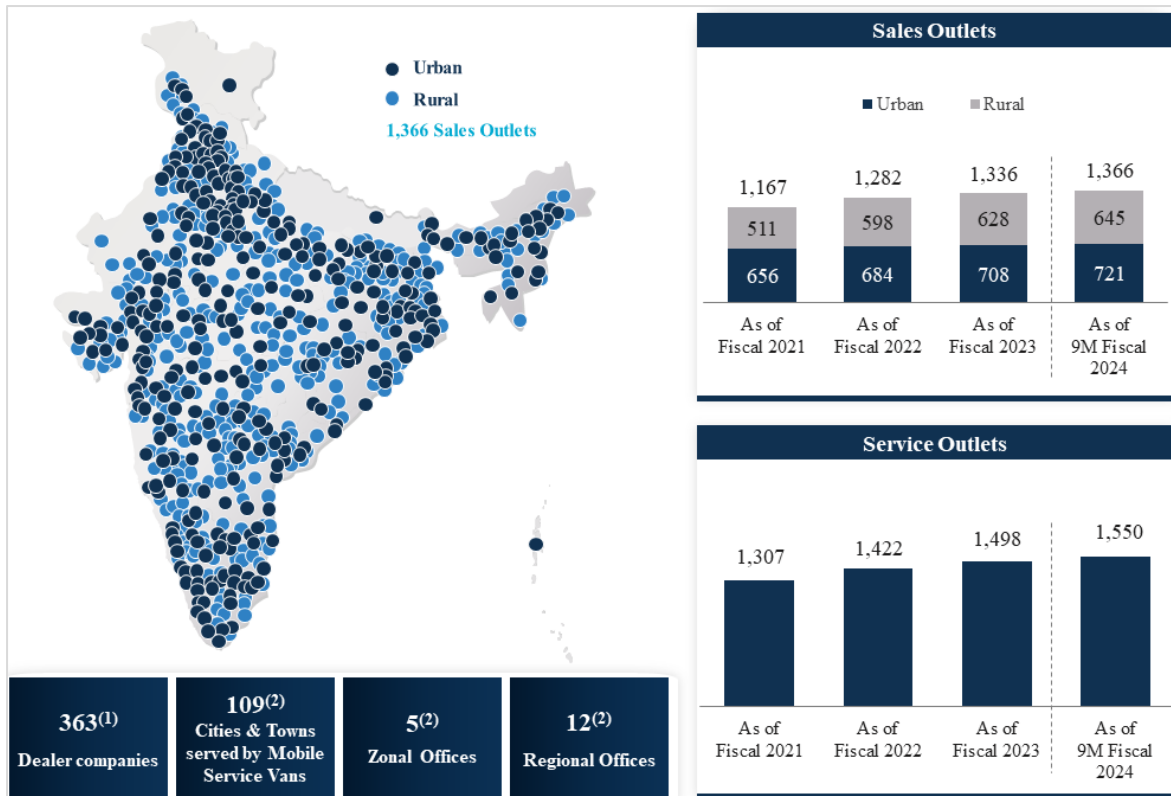 Urban
Rural
1,366 Sales Outlets
363(1)
Dealer companies
109(2)
Cities & Towns
served by Mobile
Service Vans
5(2)
Zonal Offices
12(2)
Regional Offices
Sales Outlets
Urban Rural
1,167 1,282 1,336 1,366
511 598 628 645
656 684 708 721
As of As of As of As of
Fiscal 2021 Fiscal 2022 Fiscal 2023 9M Fiscal
2024
Service Outlets
1,307 1,422 1,498 1,550
As of As of As of As of
Fiscal 2021 Fiscal 2022 Fiscal 2023 9M Fiscal
2024